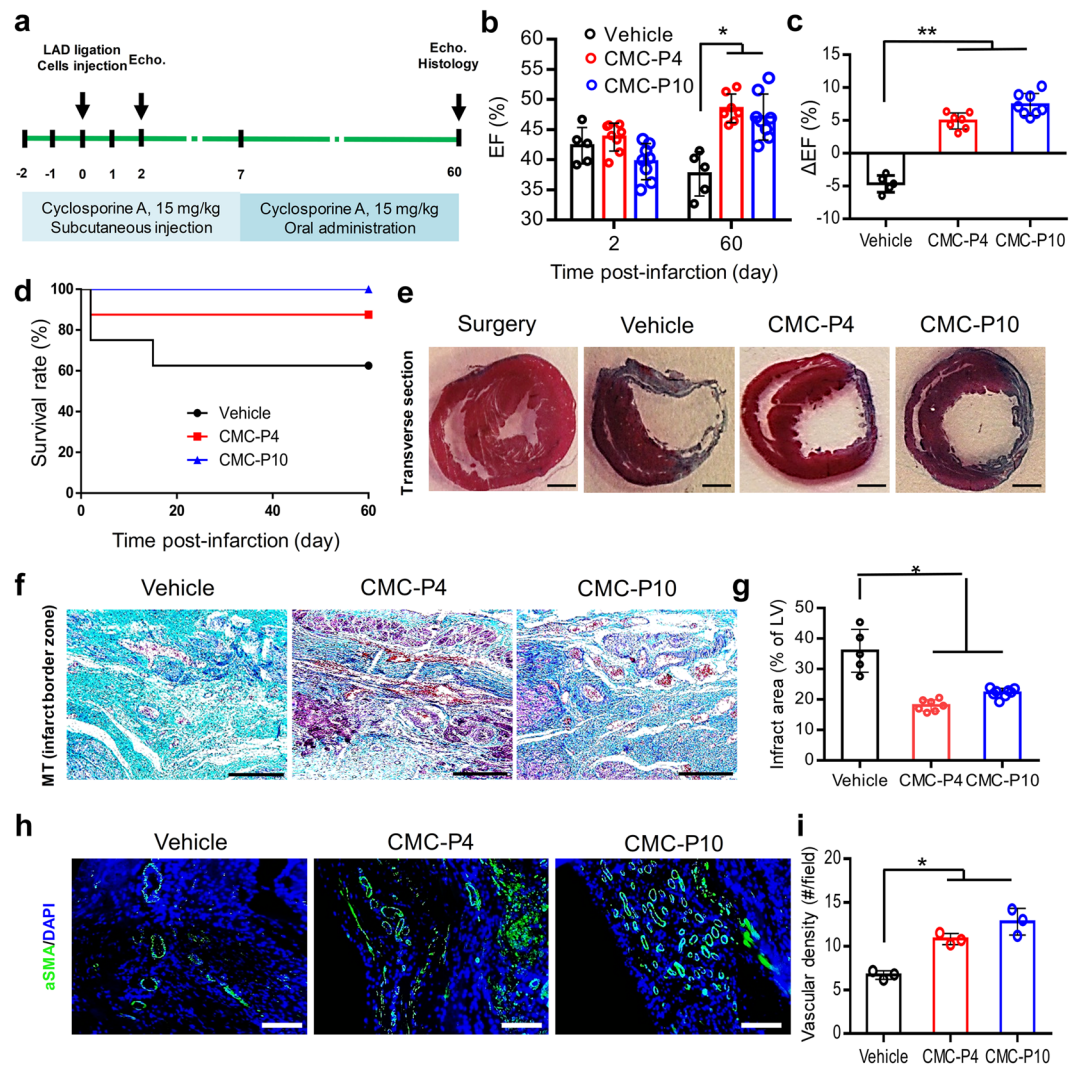 a
LAD ligation
Cells injection
Echo.
Echo.
Histology
-2 -1 0 1 2 7 60
Cyclosporine A, 15 mg/kg
Subcutaneous injection
Cyclosporine A, 15 mg/kg
Oral administration
b
Vehicle
CMC-P4
CMC-P10
*
EF (%)
60
55
50
45
40
35
30
2 60
Time post-infarction (day)
c
**
ΔEF (%)
15
10
5
0
-5
-10
Vehicle CMC-P4 CMC-P10
d
Survival rate (%)
100
80
60
40
20
0
Vehicle
CMC-P4
CMC-P10
0 20 40 60
Time post-infarction (day)
e
Surgery Vehicle CMC-P4 CMC-P10
Transverse section
f
Vehicle CMC-P4 CMC-P10
MT (infarct border zone)
g
*
Infract area (% of LV)
50
40
30
20
10
0
Vehicle CMC-P4 CMC-P10
h
Vehicle CMC-P4 CMC-P10
aSMA/DAPI
i
*
Vascular density (#/field)
20
15
10
5
0
Vehicle CMC-P4 CMC-P10